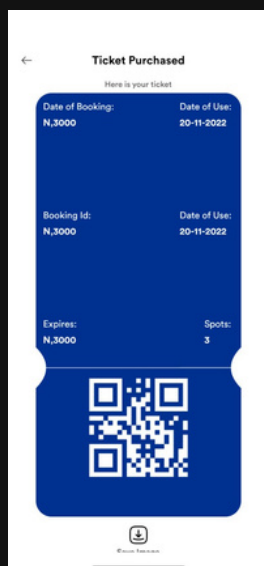 Ticket Purchased
Here is your ticket
Date of Booking: Date of Use:
N,3000 20-11-2022
Booking Id: Date of Use:
N,3000 20-11-2022
Expires: Spots:
N,3000 3